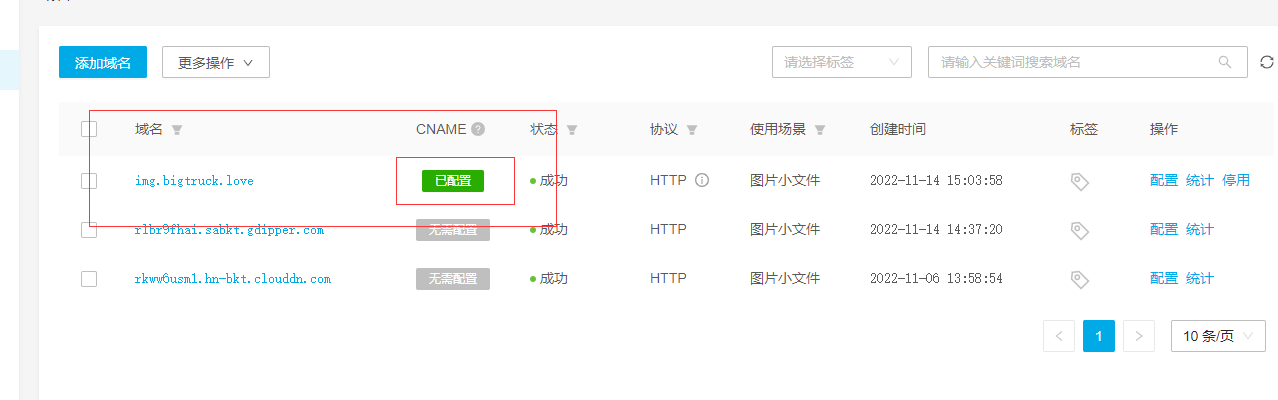 添加域名 更多操作 请选择标签 请输入关键词搜索域名
域名 CNAME ? 状态 协议 使用场景 创建时间 标签 操作
img.bigtruck.love 已配置 成功 HTTP 图片小文件 2022-11-14 15:03:58 配置 统计 停用
rlbr9fhai.sabkt.gdipper.com 无需配置 成功 HTTP 图片小文件 2022-11-14 14:37:20 配置 统计
rkww6usml.hn-bkt.clouddn.com 无需配置 成功 HTTP 图片小文件 2022-11-06 13:58:54 配置 统计
< 1 > 10 条/页